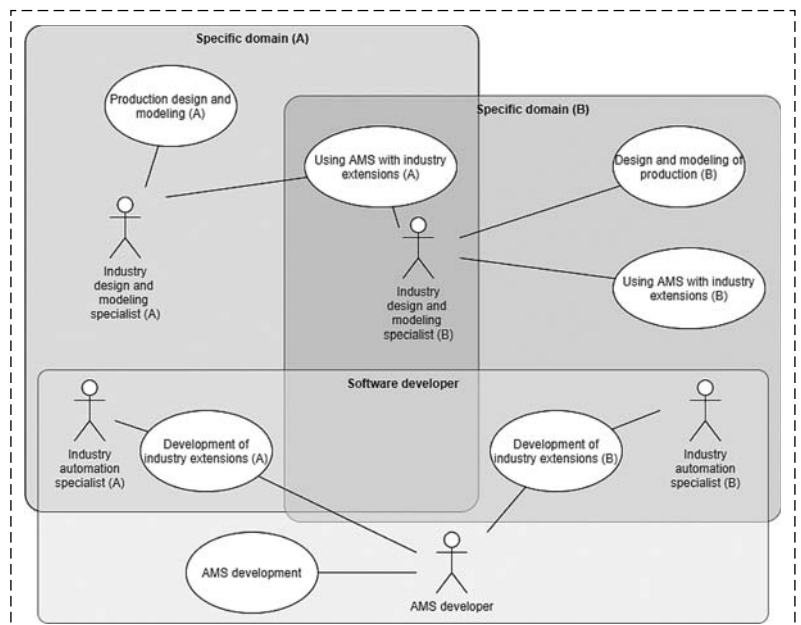 Specific domain (A)
Production design and
modeling (A)
Specific domain (B)
Using AMS with industry
extensions (A)
Design and modeling of
production (B)
Industry
design and
modeling
specialist (A)
Industry
design and
modeling
specialist (B)
Using AMS with industry
extensions (B)
Software developer
Industry
automation
specialist (A)
Development of
industry extensions (A)
Development of
industry extensions (B)
Industry
automation
specialist (B)
AMS development
AMS developer